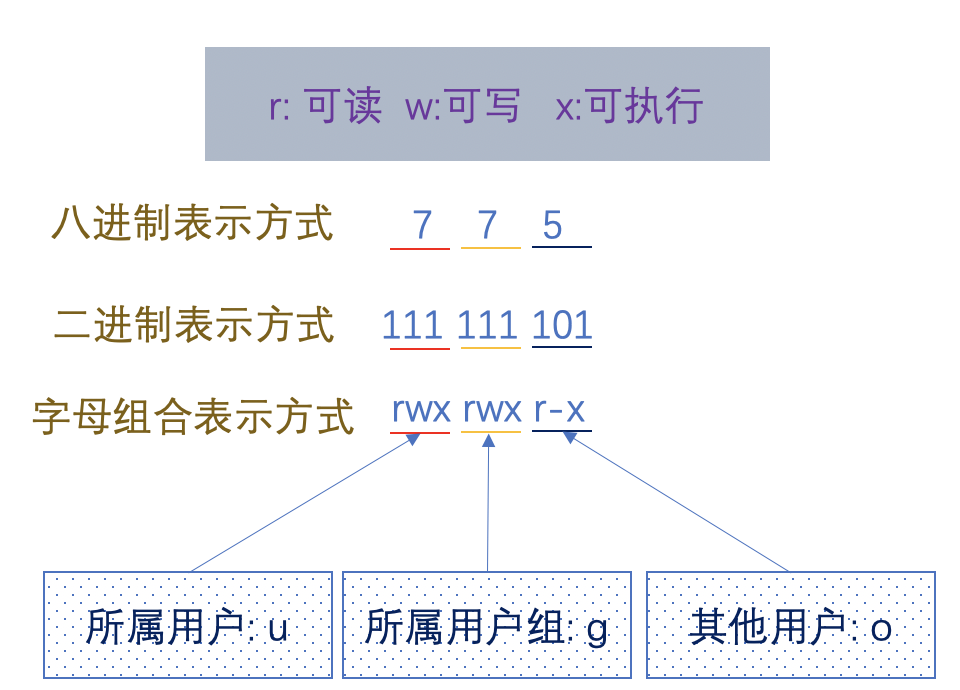 r: 可读  w:可写   x:可执行
八进制表示方式 7 7 5
二进制表示方式 111 111 101
字母组合表示方式 rwx rwx r-x
所属用户: u 所属用户组: g 其他用户: o